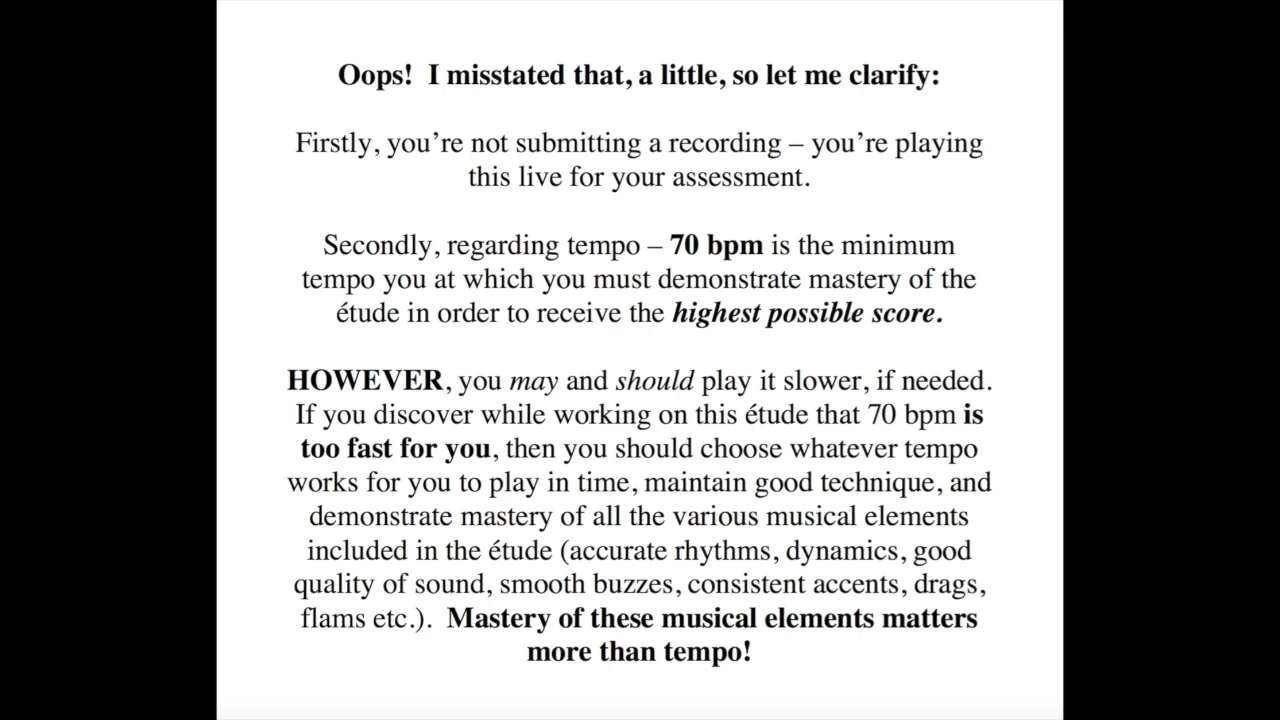 Oops!  I misstated that, a little, so let me clarify:
Firstly, you’re not submitting a recording – you’re playing
this live for your assessment.
Secondly, regarding tempo – 70 bpm is the minimum
tempo you at which you must demonstrate mastery of the
étude in order to receive the highest possible score.
HOWEVER, you may and should play it slower, if needed.
If you discover while working on this étude that 70 bpm is
too fast for you, then you should choose whatever tempo
works for you to play in time, maintain good technique, and
demonstrate mastery of all the various musical elements
included in the étude (accurate rhythms, dynamics, good
quality of sound, smooth buzzes, consistent accents, drags,
flams etc.).  Mastery of these musical elements matters
more than tempo!